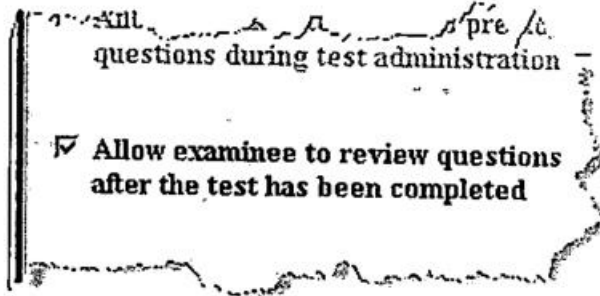 questions during test administration
Allow examinee to review questions
after the test has been completed